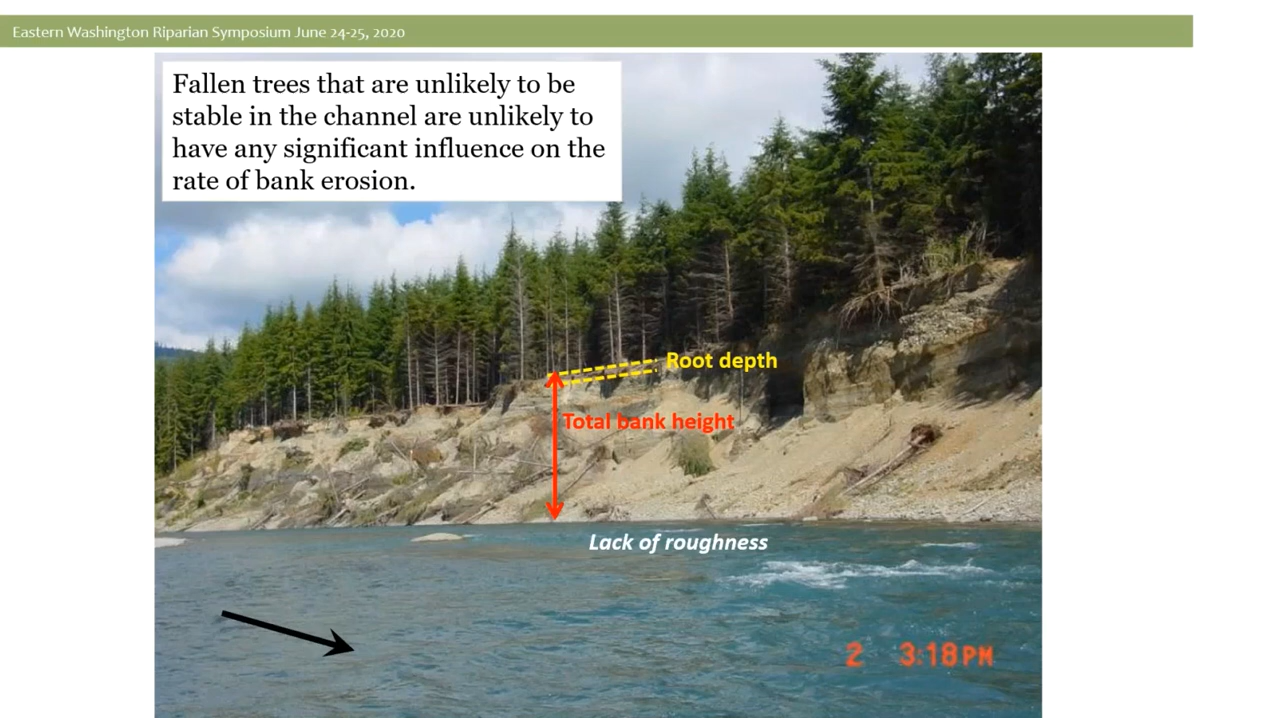 Eastern Washington Riparian Symposium June 24-25, 2020
Fallen trees that are unlikely to be
stable in the channel are unlikely to
have any significant influence on the
rate of bank erosion.
Root depth
Total bank height
Lack of roughness
2 3:18PM